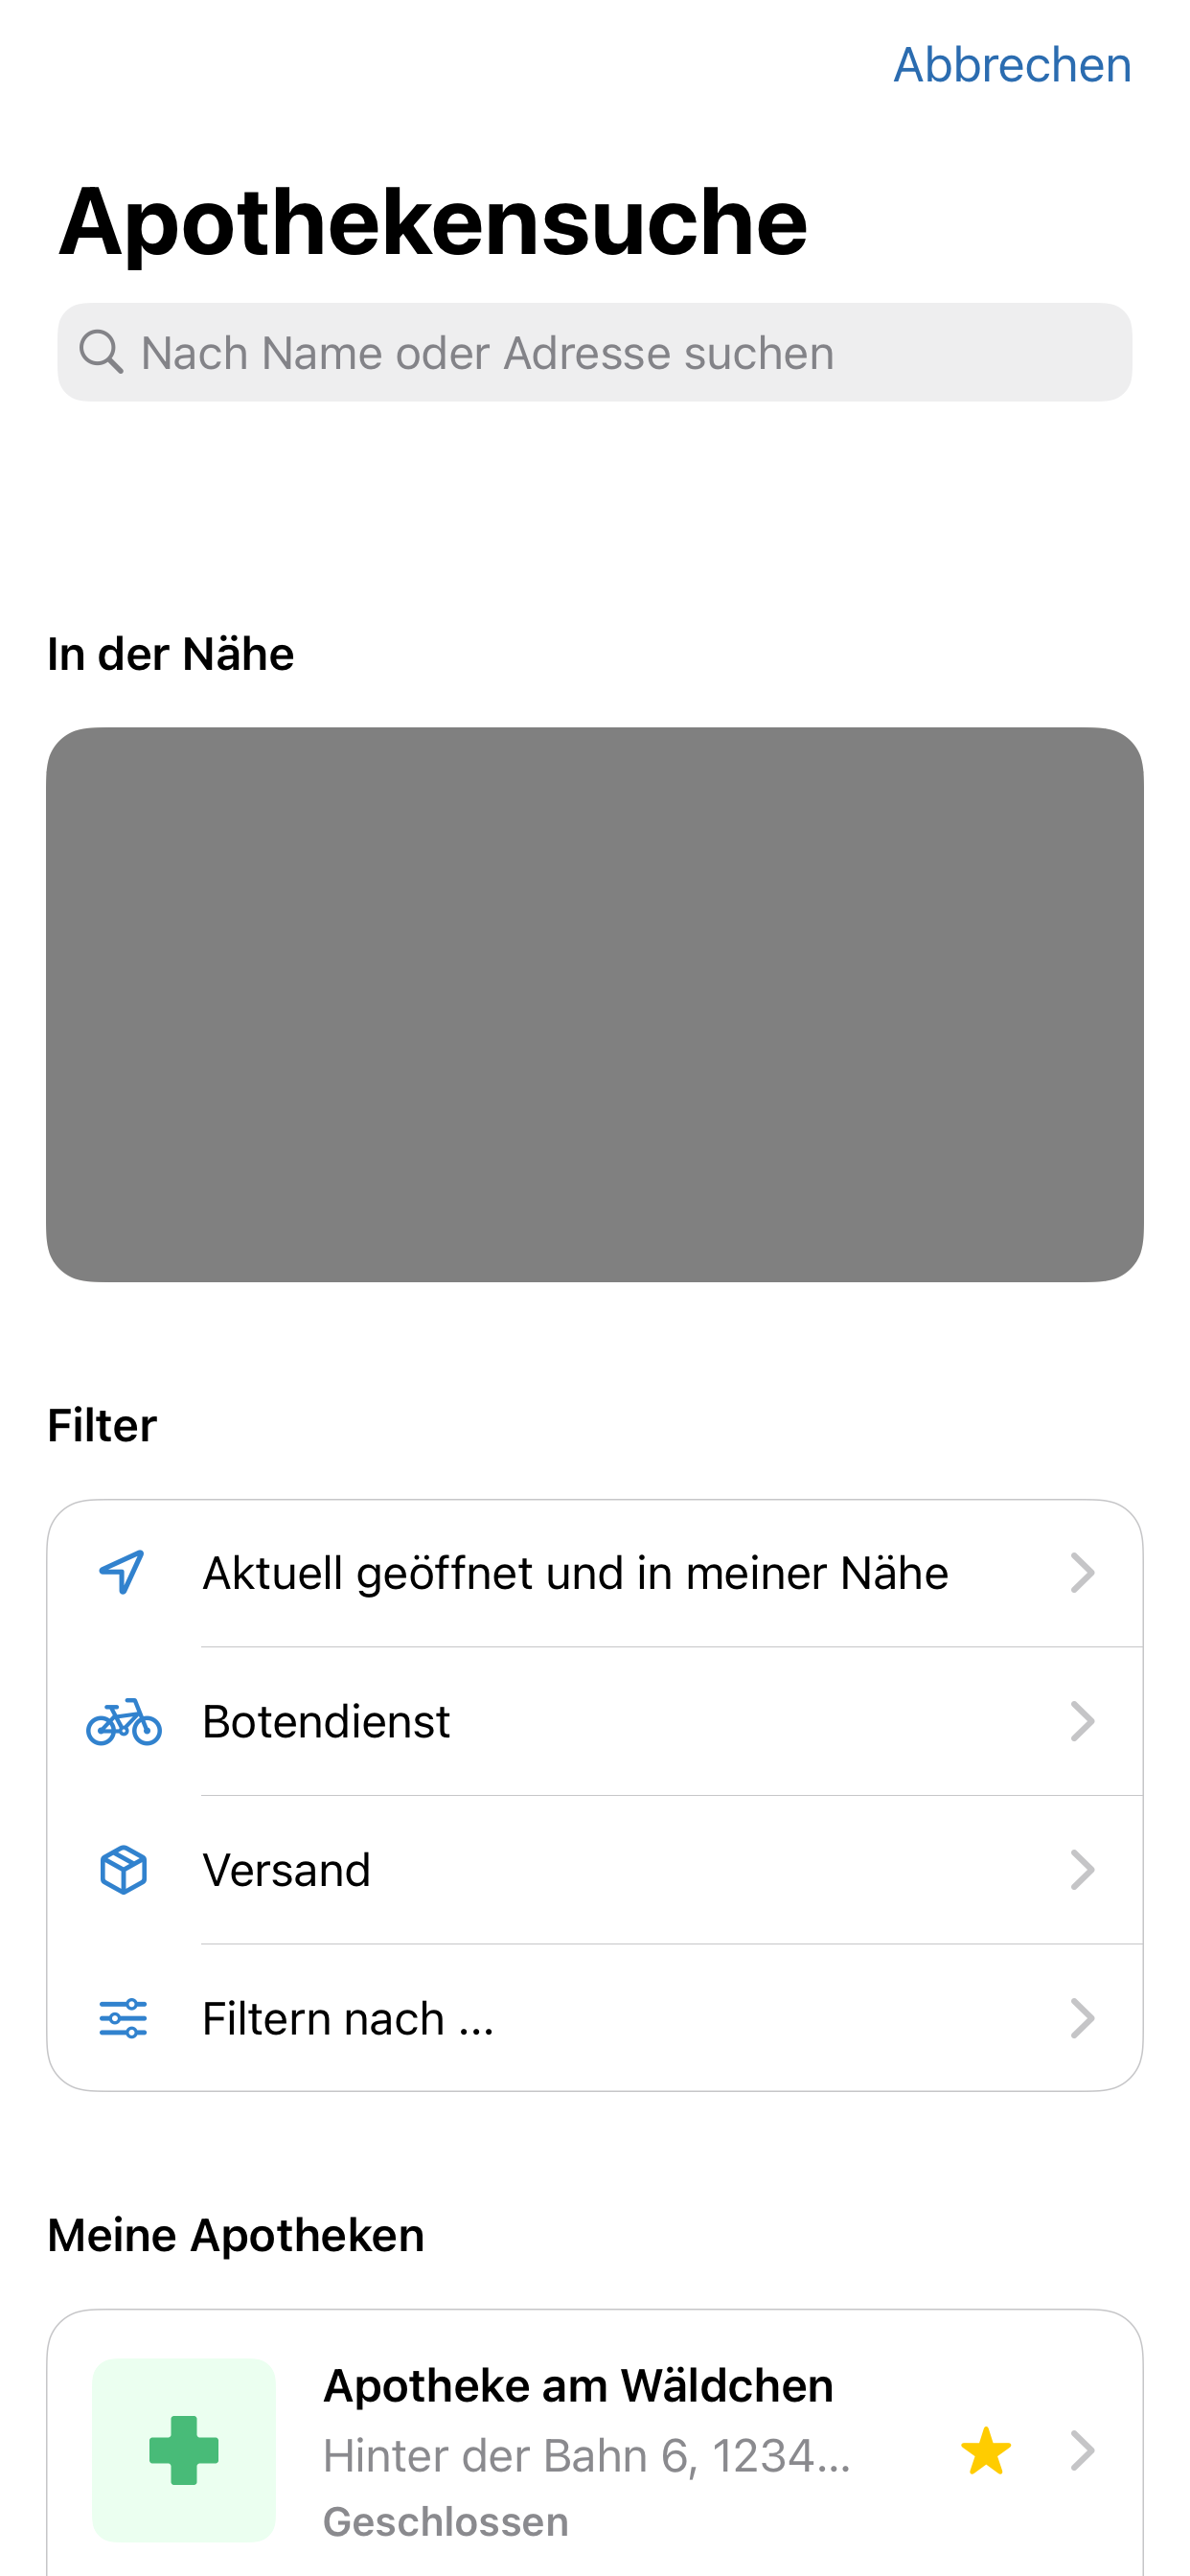 Abbrechen
Apothekensuche
Nach Name oder Adresse suchen
In der Nähe
Filter
Aktuell geöffnet und in meiner Nähe
Botendienst
Versand
Filtern nach ...
Meine Apotheken
Apotheke am Wäldchen
Hinter der Bahn 6, 1234...
Geschlossen